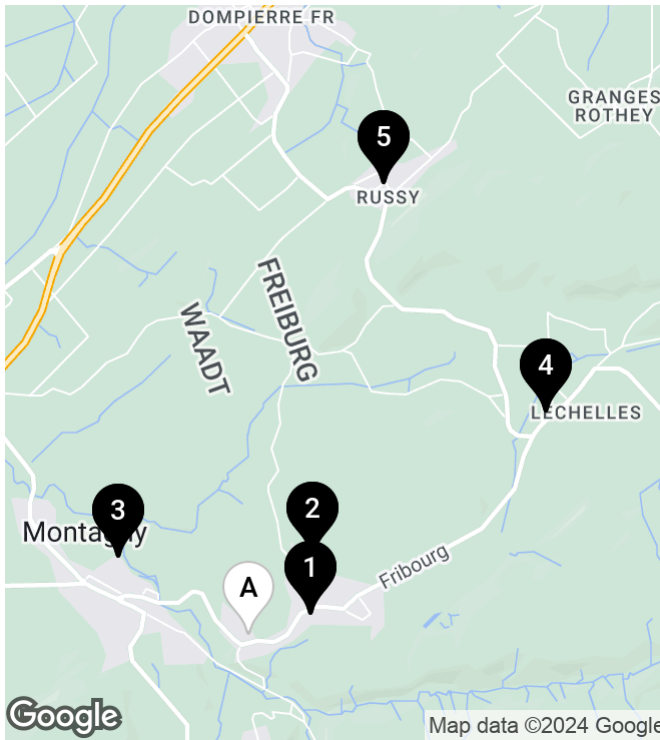 DOMPIERRE FR
GRANGES
ROTHEY
5
RUSSY
FREIBURG
WAADT
4
LECHELLES
3
Montagny
2
1
Fribourg
A
Google
Map data ©2024 Google